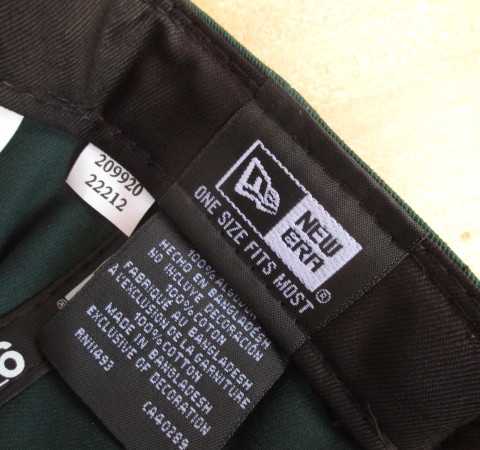 NEW
ERA
®
ONE SIZE FITS MOST
209920
22212
HECHO EN BANGLADESH
NO INCLUYE DECORACIÓN
100% COTON
FABRIQUÉ AU BANGLADESH
À L'EXCLUSION DE LA GARNITURE
100% COTTON
MADE IN BANGLADESH
EXCLUSIVE OF DECORATION
CA40289
ro